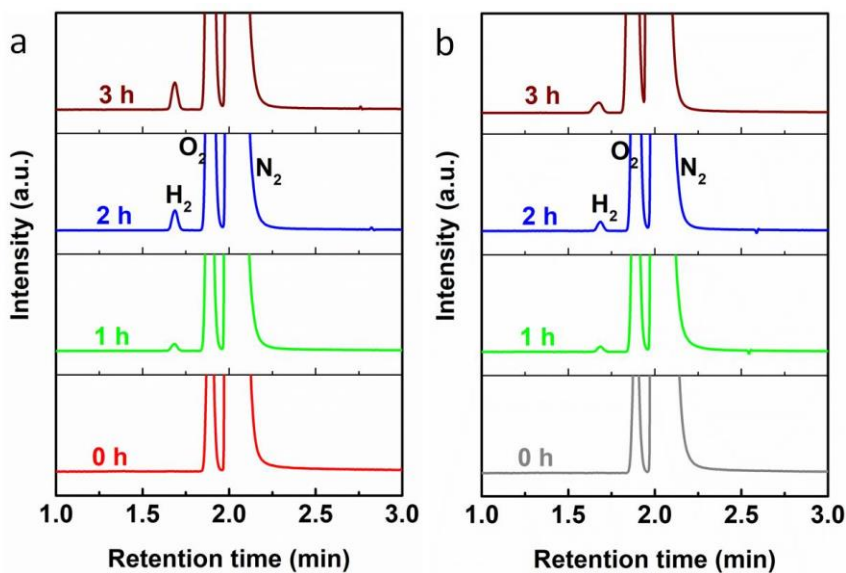 a
3 h
O2
N2
H2
2 h
1 h
0 h
1.0 1.5 2.0 2.5 3.0
Retention time (min)
Intensity (a.u.)
b
3 h
O2
N2
H2
2 h
1 h
0 h
1.0 1.5 2.0 2.5 3.0
Retention time (min)
Intensity (a.u.)